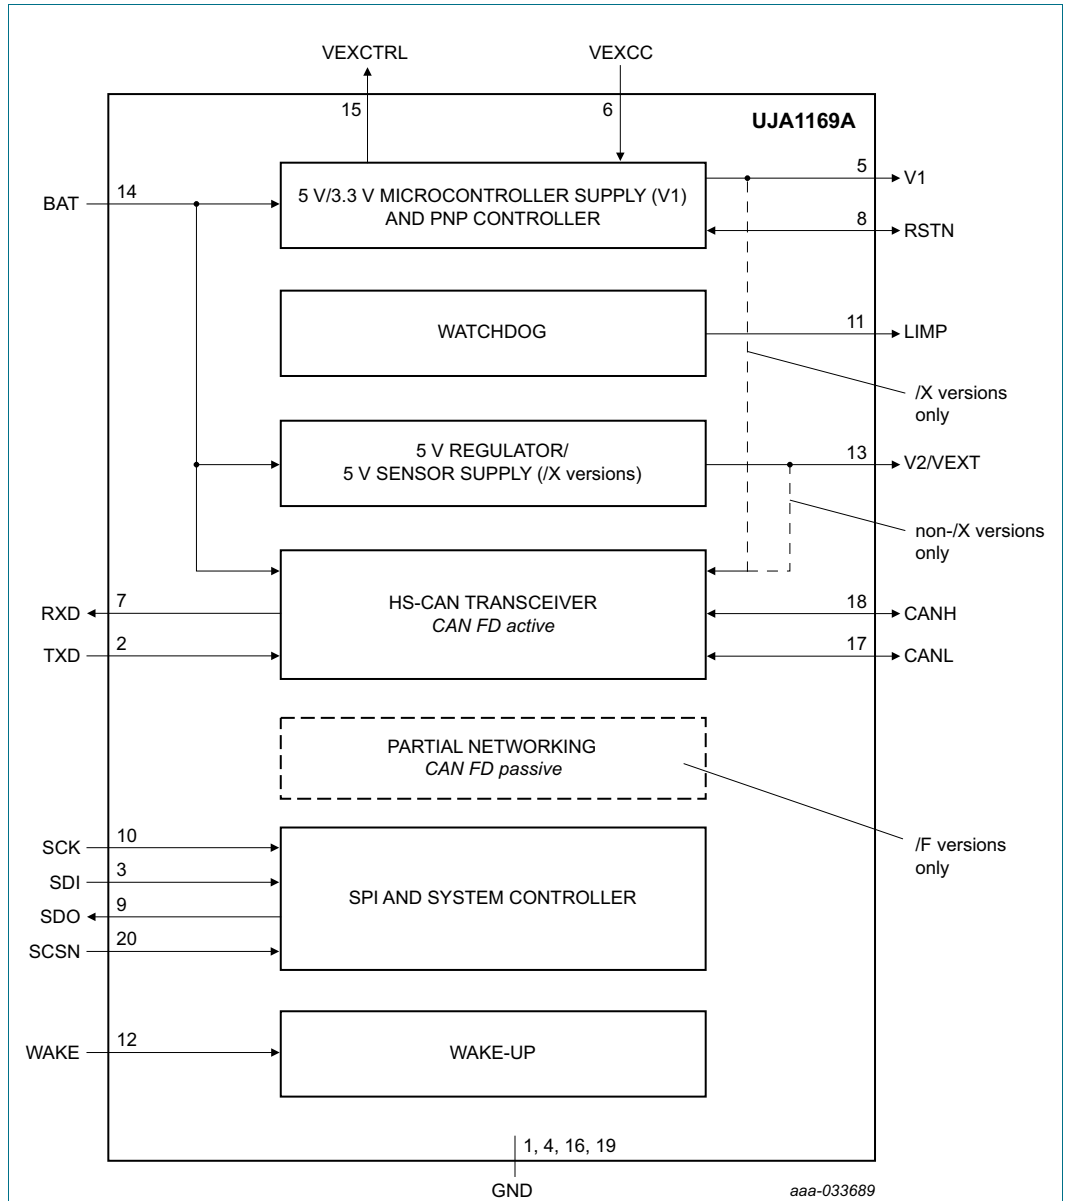 VEXCTRL
VEXCC
15
6
UJA1169A
BAT
14
5 V/3.3 V MICROCONTROLLER SUPPLY (V1)
AND PNP CONTROLLER
5
V1
8
RSTN
WATCHDOG
11
LIMP
/X versions
only
5 V REGULATOR/
5 V SENSOR SUPPLY (/X versions)
13
V2/VEXT
non-/X versions
only
RXD
7
TXD
2
HS-CAN TRANSCEIVER
CAN FD active
18
CANH
17
CANL
PARTIAL NETWORKING
CAN FD passive
/F versions
only
SCK
10
SDI
3
SDO
9
SCSN
20
SPI AND SYSTEM CONTROLLER
WAKE
12
WAKE-UP
1, 4, 16, 19
GND
aaa-033689